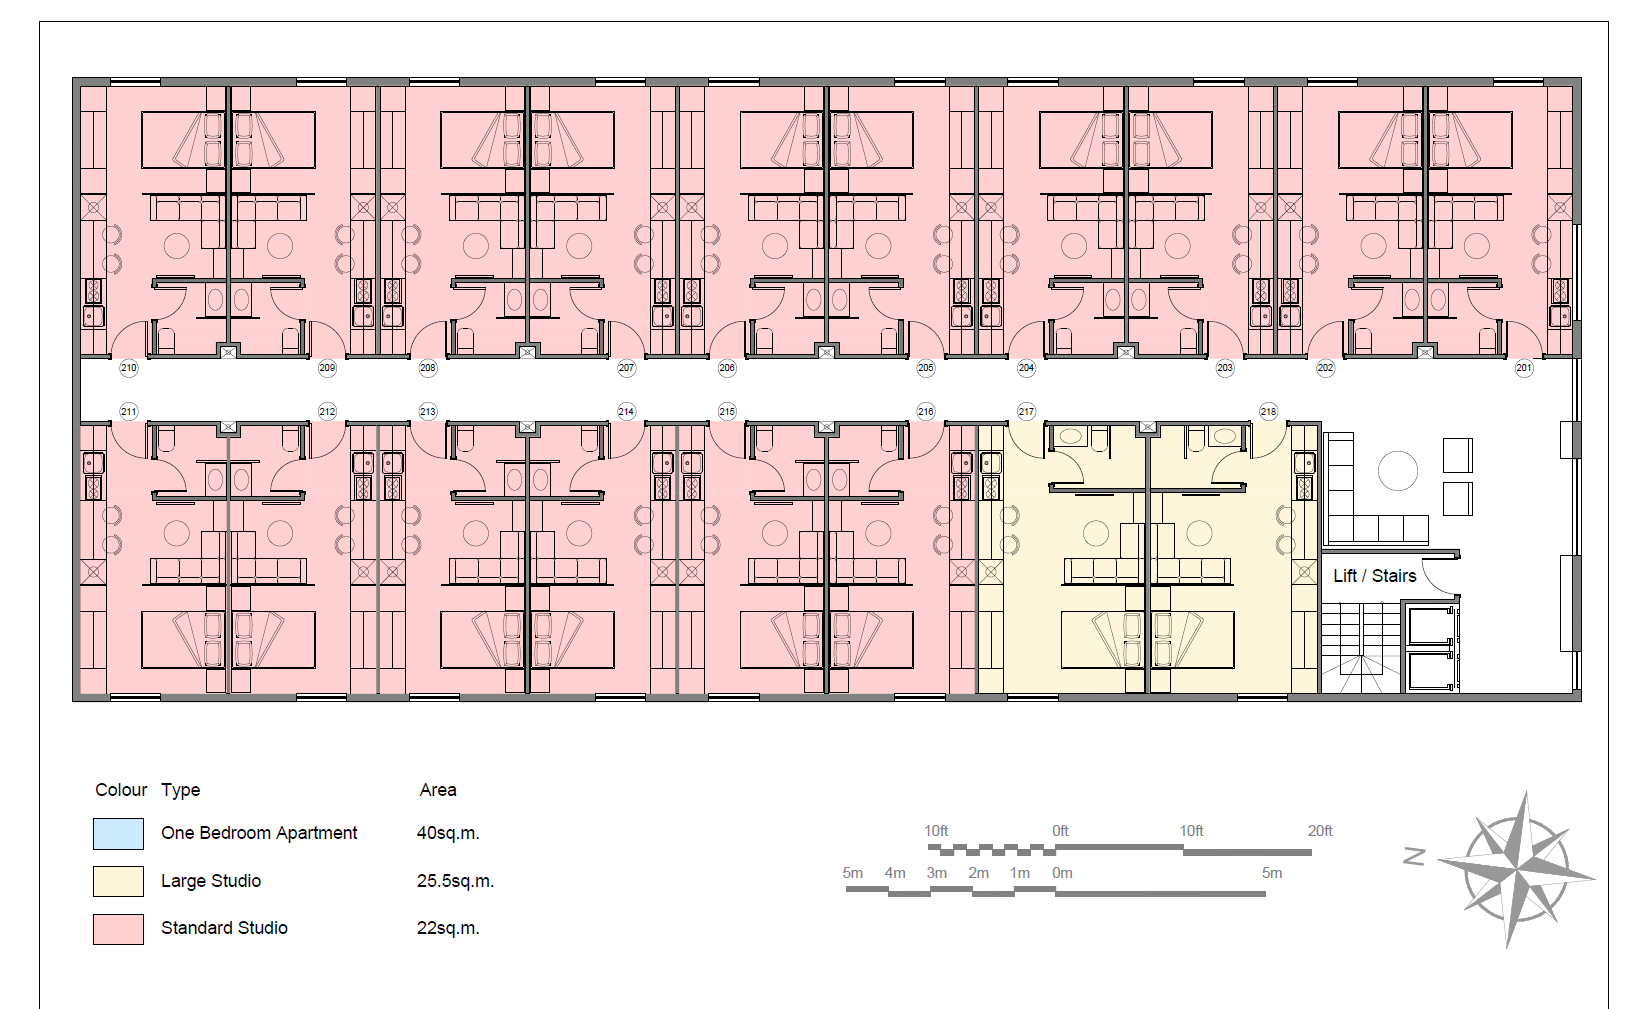 210 209 208 207 206 205 204 203 202 201
211 212 213 214 215 216 217 218
Lift / Stairs
Colour Type Area
One Bedroom Apartment 40sq.m.
Large Studio 25.5sq.m.
Standard Studio 22sq.m.
10ft 0ft 10ft 20ft
5m 4m 3m 2m 1m 0m 5m
N